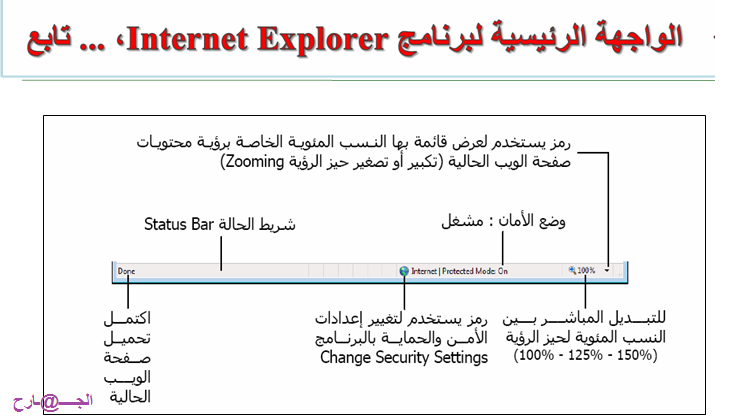 الواجهة الرئيسية لبرنامج Internet Explorer، ... تابع
رمز يستخدم لعرض قائمة بها النسب المئوية الخاصة برؤية محتويات
صفحة الويب الحالية (تكبير أو تصغير حيز الرؤية Zooming)
وضع الأمان : مشغل
شريط الحالة Status Bar
Done
Internet | Protected Mode: On
100%
للتبديل المباشر بين
النسب المئوية لحيز الرؤية
(100% - 125% - 150%)
رمز يستخدم لتغيير إعدادات
الأمن والحماية بالبرنامج
Change Security Settings
اكتمل
تحميل
صفحة
الويب
الحالية
الجـــ@ـارح